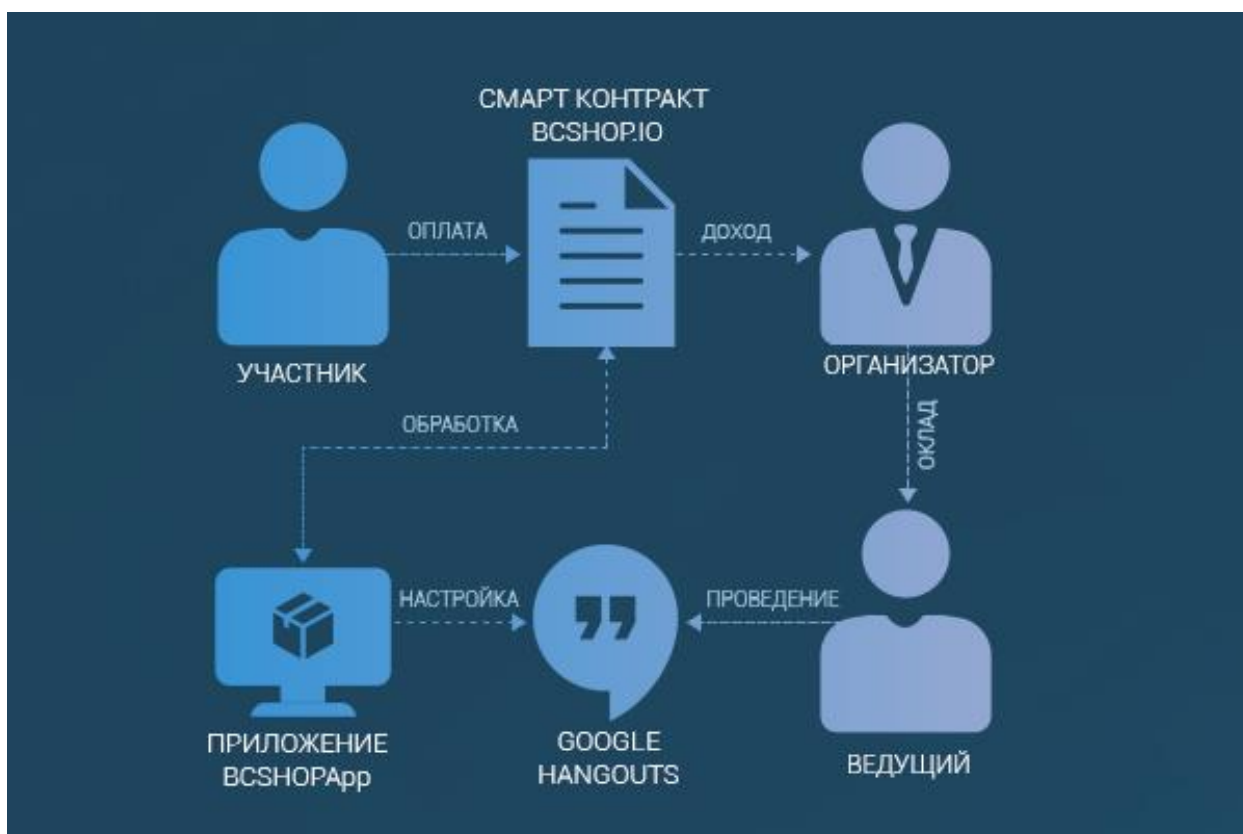 СМАРТ КОНТРАКТ
BCSHOP.IO
ОПЛАТА
ДОХОД
УЧАСТНИК
ОРГАНИЗАТОР
ОБРАБОТКА
ОКЛАД
НАСТРОЙКА
ПРОВЕДЕНИЕ
ПРИЛОЖЕНИЕ
BCSHOPApp
GOOGLE
HANGOUTS
ВЕДУЩИЙ